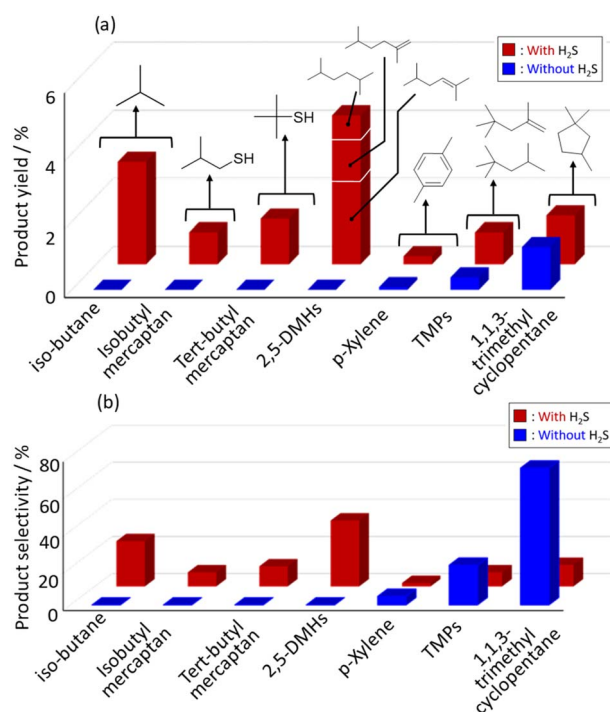 (a)
: With H₂S
: Without H₂S
Product yield / %
6
4
2
0
SH
SH
iso-butane
Isobutyl
mercaptan
Tert-butyl
mercaptan
2,5-DMHs
p-Xylene
TMPs
1,1,3-
trimethyl
cyclopentane
(b)
: With H₂S
: Without H₂S
Product selectivity / %
80
60
40
20
0
iso-butane
Isobutyl
mercaptan
Tert-butyl
mercaptan
2,5-DMHs
p-Xylene
TMPs
1,1,3-
trimethyl
cyclopentane